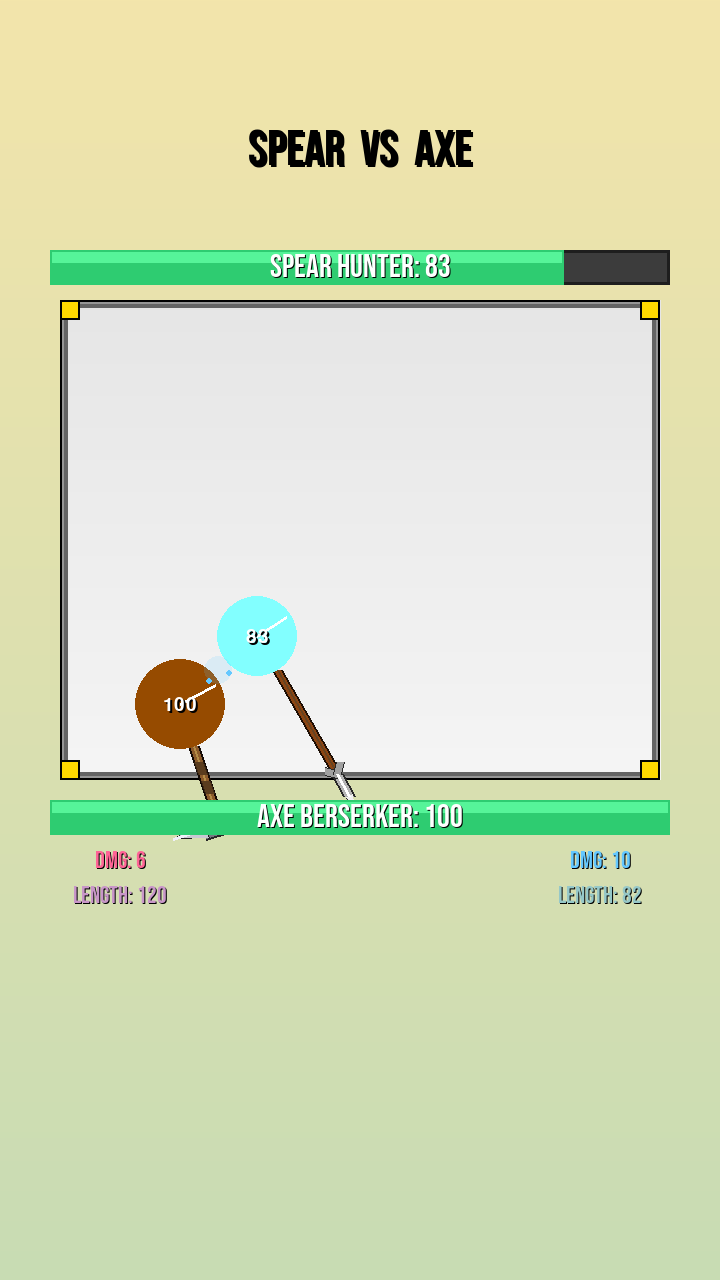 SPEAR VS AXE
SPEAR HUNTER: 83
83
100
AXE BERSERKER: 100
DMG: 6 DMG: 10
LENGTH: 120 LENGTH: 82